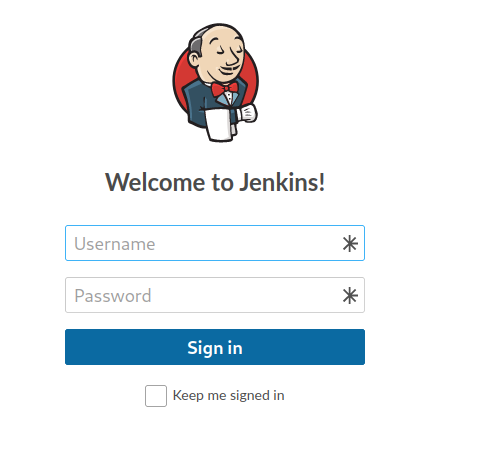 Welcome to Jenkins!
Username
Password
Sign in
Keep me signed in